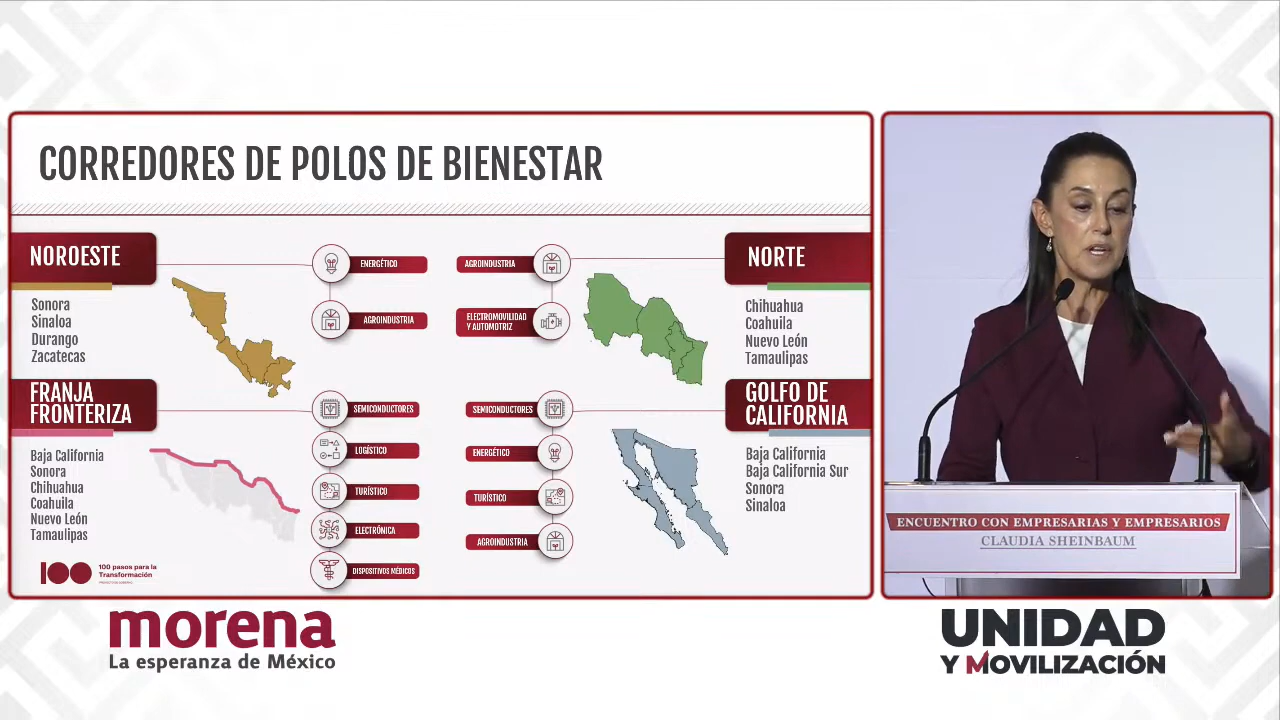 CORREDORES DE POLOS DE BIENESTAR
NOROESTE
Sonora
Sinaloa
Durango
Zacatecas
ENERGÉTICO
AGROINDUSTRIA
AGROINDUSTRIA
ELECTROMOVILIDAD
Y AUTOMOTRIZ
NORTE
Chihuahua
Coahuila
Nuevo León
Tamaulipas
FRANJA
FRONTERIZA
Baja California
Sonora
Chihuahua
Coahuila
Nuevo León
Tamaulipas
SEMICONDUCTORES
LOGÍSTICO
TURÍSTICO
ELECTRÓNICA
DISPOSITIVOS MÉDICOS
SEMICONDUCTORES
ENERGÉTICO
TURÍSTICO
AGROINDUSTRIA
GOLFO DE
CALIFORNIA
Baja California
Baja California Sur
Sonora
Sinaloa
100
100 pasos para la
Transformación
ENCUENTRO CON EMPRESARIAS Y EMPRESARIOS
CLAUDIA SHEINBAUM
morena
La esperanza de México
UNIDAD
Y MOVILIZACIÓN